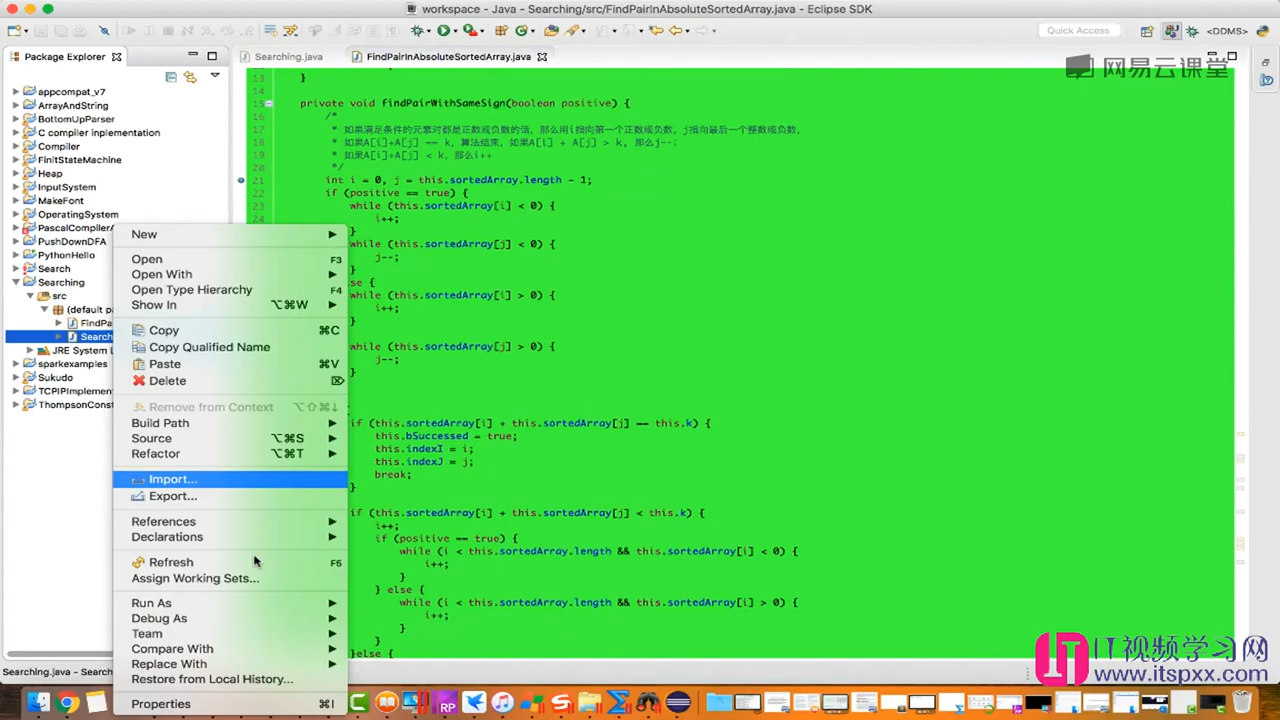 workspace - Searching/src/FindPairInAbsoluteSortedArray.java - Eclipse SDK
Quick Access
<DDMS>
Package Explorer
Searching.java
FindPairInAbsoluteSortedArray.java
网易云课堂
appcompat_v7
ArrayAndString
BottomUpParser
C compiler inplementation
Compiler
FinitStateMachine
Heap
InputSystem
MakeFont
OperatingSystem
PascalCompilerA
PushDownDFA
PythonHello
Search
Searching
src
(default pa
FindPa
Search
JRE System L
sparkexamples
Sukudo
TCPIPImplement
ThompsonConst
New
Open F3
Open With
Open Type Hierarchy F4
Show In ⌥⌘W
Copy ⌘C
Copy Qualified Name
Paste ⌘V
Delete ⌦
Remove from Context ⌥⇧⌘↓
Build Path
Source ⌥⌘S
Refactor ⌥⌘T
Import...
Export...
References
Declarations
Refresh F5
Assign Working Sets...
Run As
Debug As
Team
Compare With
Replace With
Restore from Local History...
Properties ⌘I
13 }
14
15 private void findPairWithSameSign(boolean positive) {
16 /*
17 * 如果满足条件的元素对都是正数或负数的话，那么用i指向第一个正数或负数，j指向最后一个整数或负数，
18 * 如果A[i]+A[j] == k, 算法结束，如果A[i] + A[j] > k, 那么j--;
19 * 如果A[i]+A[j] < k，那么i++
20 */
21 int i = 0, j = this.sortedArray.length - 1;
22 if (positive == true) {
23 while (this.sortedArray[i] < 0) {
24 i++;
}
while (this.sortedArray[j] < 0) {
j--;
}
lse {
while (this.sortedArray[i] > 0) {
i++;
}
while (this.sortedArray[j] > 0) {
j--;
}
if (this.sortedArray[i] + this.sortedArray[j] == this.k) {
this.bSuccessed = true;
this.indexI = i;
this.indexJ = j;
break;
}
if (this.sortedArray[i] + this.sortedArray[j] < this.k) {
i++;
if (positive == true) {
while (i < this.sortedArray.length && this.sortedArray[i] < 0) {
i++;
}
} else {
while (i < this.sortedArray.length && this.sortedArray[i] > 0) {
i++;
}
}
}else {
Searching.java - Search
RP
IT视频学习网
www.itspxx.com